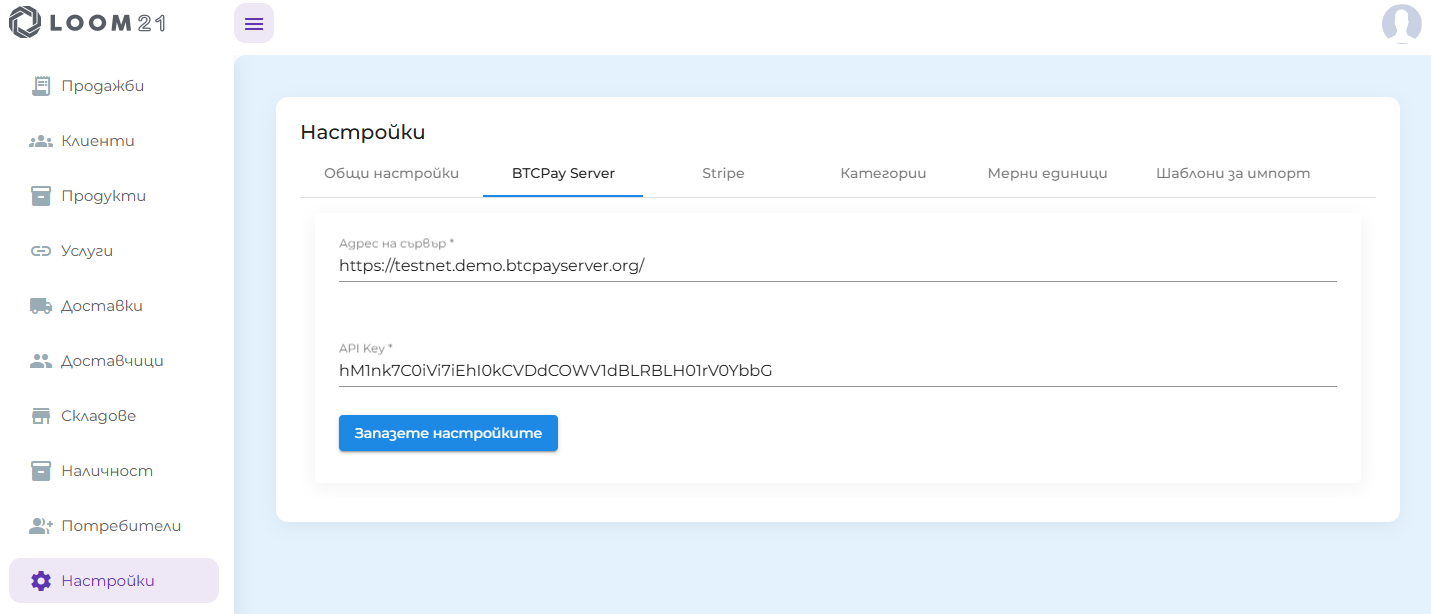 LOOM21
Продажби
Клиенти
Продукти
Услуги
Доставки
Доставчици
Складове
Наличност
Потребители
Настройки
Настройки
Общи настройки
BTCPay Server
Stripe
Категории
Мерни единици
Шаблони за импорт
Адрес на сървър *
https://testnet.demo.btcpayserver.org/
API Key *
hM1nk7C0iVi7iEhI0kCVDdCOWV1dBLRBLH01rV0YbbG
Запазете настройките